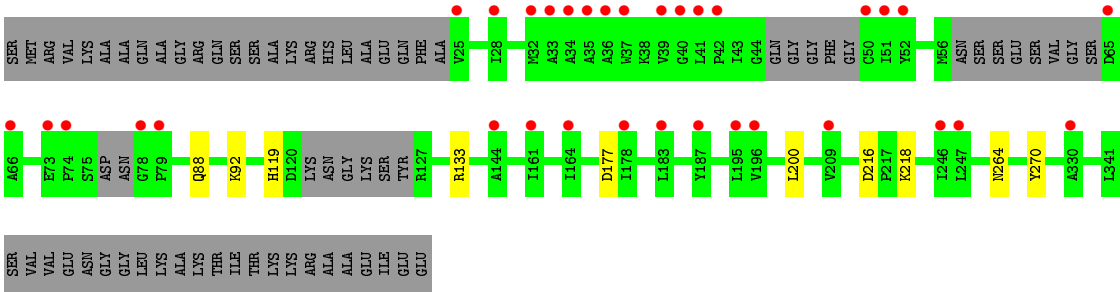 SER MET ARG VAL LYS ALA ALA GLN ALA GLY ARG GLN SER SER ALA LYS ARG HIS LEU ALA GLU GLN PHE ALA V25 I28 M32 A33 A34 A35 A36 W37 K38 V39 G40 L41 P42 I43 G44 GLN GLY GLY PHE GLY C50 I51 Y52 M56 ASN SER SER GLU SER VAL GLY SER D65
A66 E73 P74 S75 ASP ASN G78 P79 Q88 K92 H119 D120 LYS ASN GLY LYS SER TYR R127 R133 A144 I161 I164 D177 I178 L183 Y187 L195 V196 L200 V209 D216 P217 K218 I246 L247 N264 Y270 A330 L341
SER VAL VAL GLU ASN GLY GLY LEU LYS ALA LYS THR ILE THR LYS LYS ARG ALA ALA GLU ILE GLU GLU